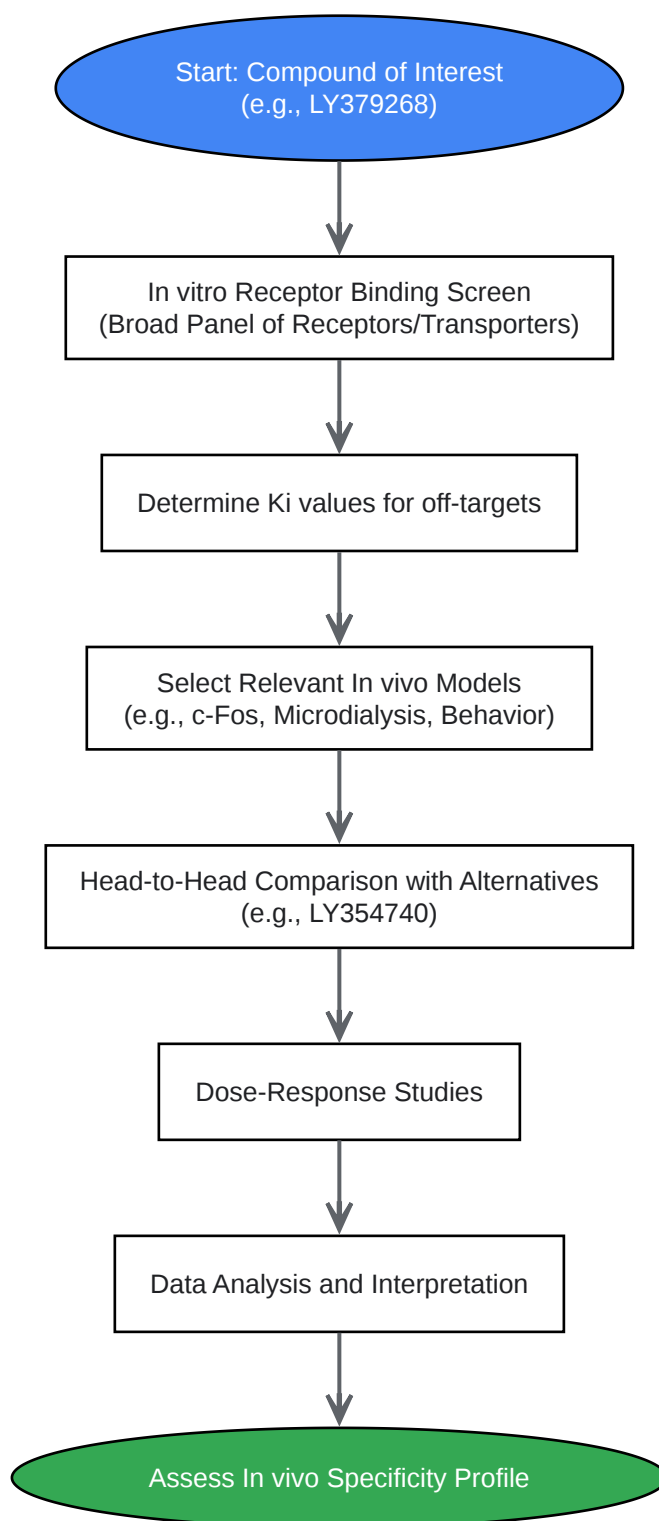 Start: Compound of Interest
(e.g., LY379268)
In vitro Receptor Binding Screen
(Broad Panel of Receptors/Transporters)
Determine Ki values for off-targets
Select Relevant In vivo Models
(e.g., c-Fos, Microdialysis, Behavior)
Head-to-Head Comparison with Alternatives
(e.g., LY354740)
Dose-Response Studies
Data Analysis and Interpretation
Assess In vivo Specificity Profile